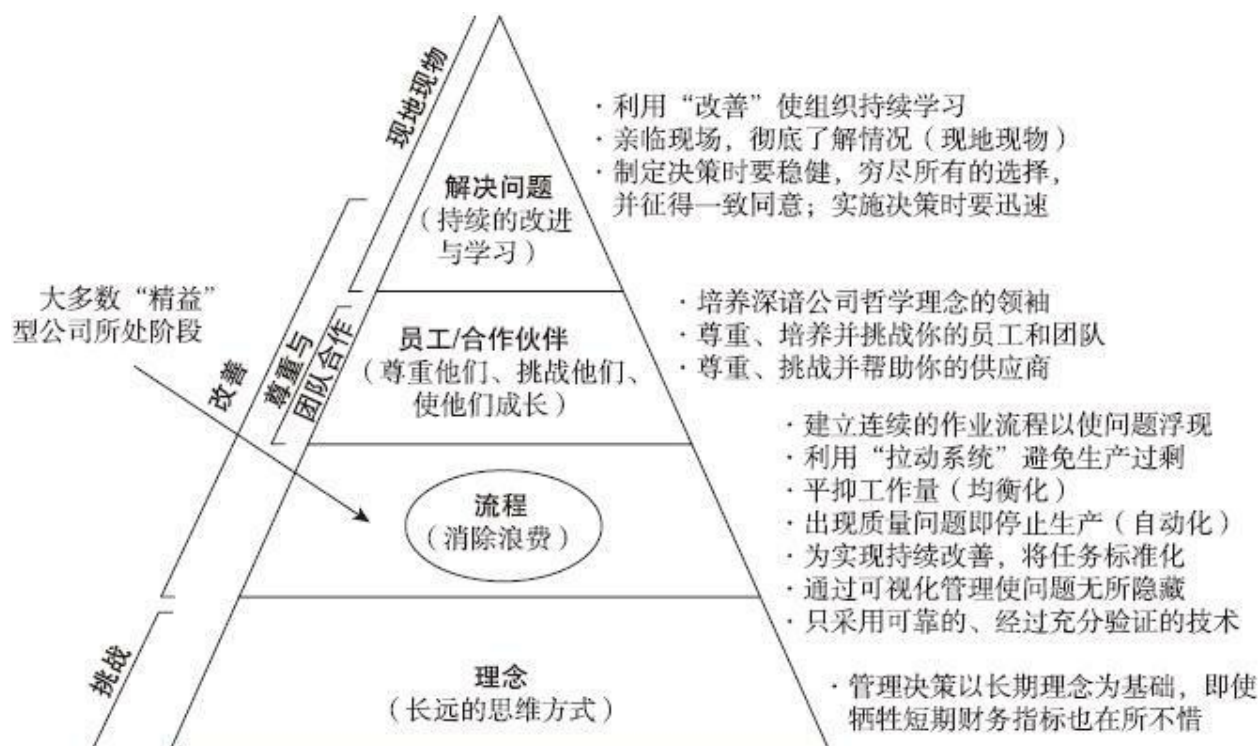 现地现物
· 利用“改善”使组织持续学习
· 亲临现场，彻底了解情况（现地现物）
· 制定决策时要稳健，穷尽所有的选择，
并征得一致同意；实施决策时要迅速
解决问题
（持续的改进
与学习）
大多数“精益”
型公司所处阶段
改善
尊重与
团队合作
员工/合作伙伴
（尊重他们、挑战他们、
使他们成长）
· 培养深谙公司哲学理念的领袖
· 尊重、培养并挑战你的员工和团队
· 尊重、挑战并帮助你的供应商
流程
（消除浪费）
· 建立连续的作业流程以使问题浮现
· 利用“拉动系统”避免生产过剩
· 平抑工作量（均衡化）
· 出现质量问题即停止生产（自动化）
· 为实现持续改善，将任务标准化
· 通过可视化管理使问题无所隐藏
· 只采用可靠的、经过充分验证的技术
挑战
理念
（长远的思维方式）
· 管理决策以长期理念为基础，即使
牺牲短期财务指标也在所不惜